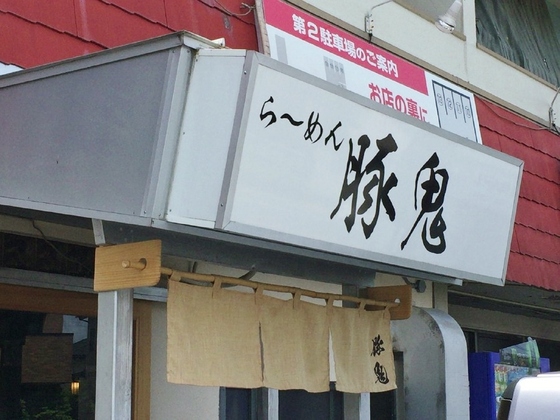 第2駐車場のご案内
お店の裏に
ら～めん
豚鬼
豚鬼